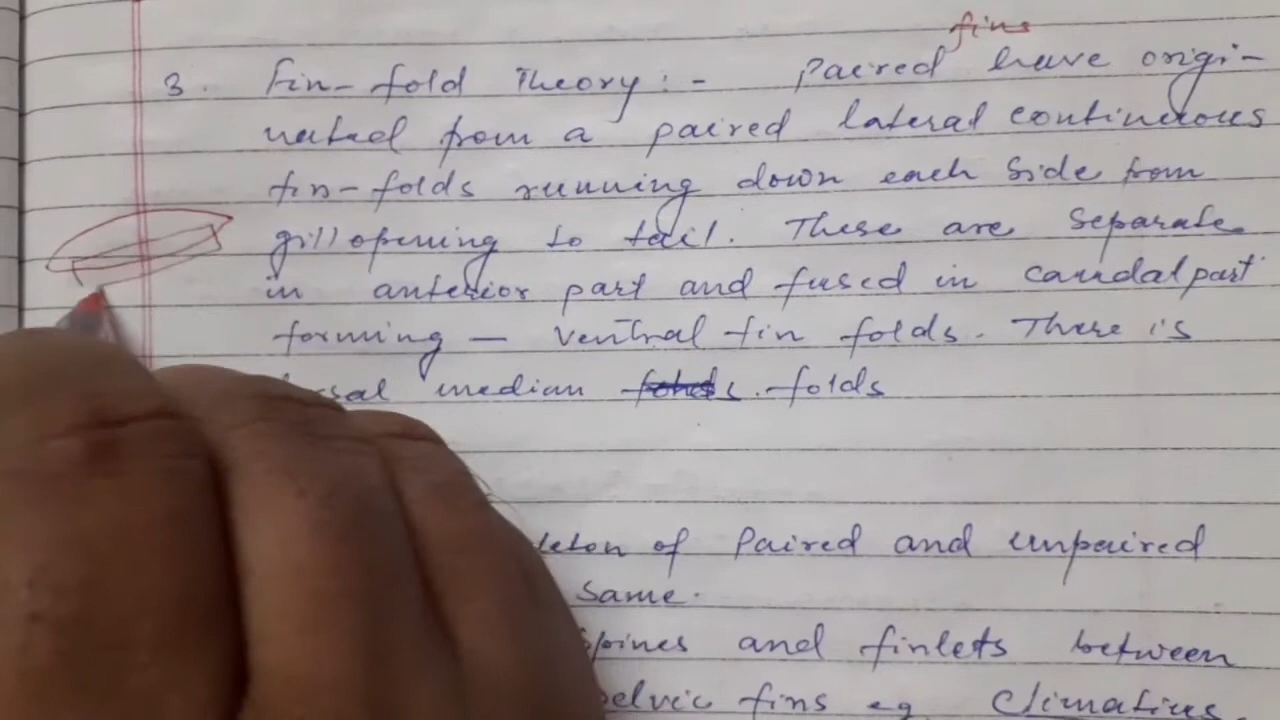 fins
3. Fin-fold Theory :- Paired have origi-
nated from a paired lateral continuous
fin-folds running down each side from
gill opening to tail. These are separate
in anterior part and fused in caudal part
forming — ventral fin folds. There is
median folds
of Paired and unpaired
same.
and finlets between
pelvic fins eg Climatius.